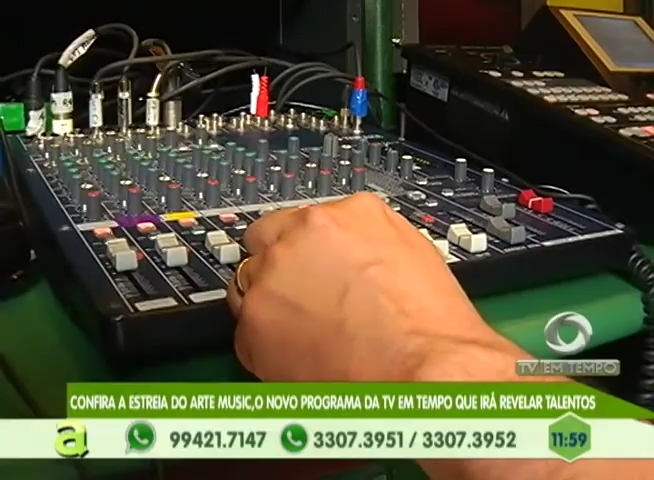 TV EM TEMPO
CONFIRA A ESTREIA DO ARTE MUSIC,O NOVO PROGRAMA DA TV EM TEMPO QUE IRÁ REVELAR TALENTOS
a 99421.7147 3307.3951 / 3307.3952 11:59